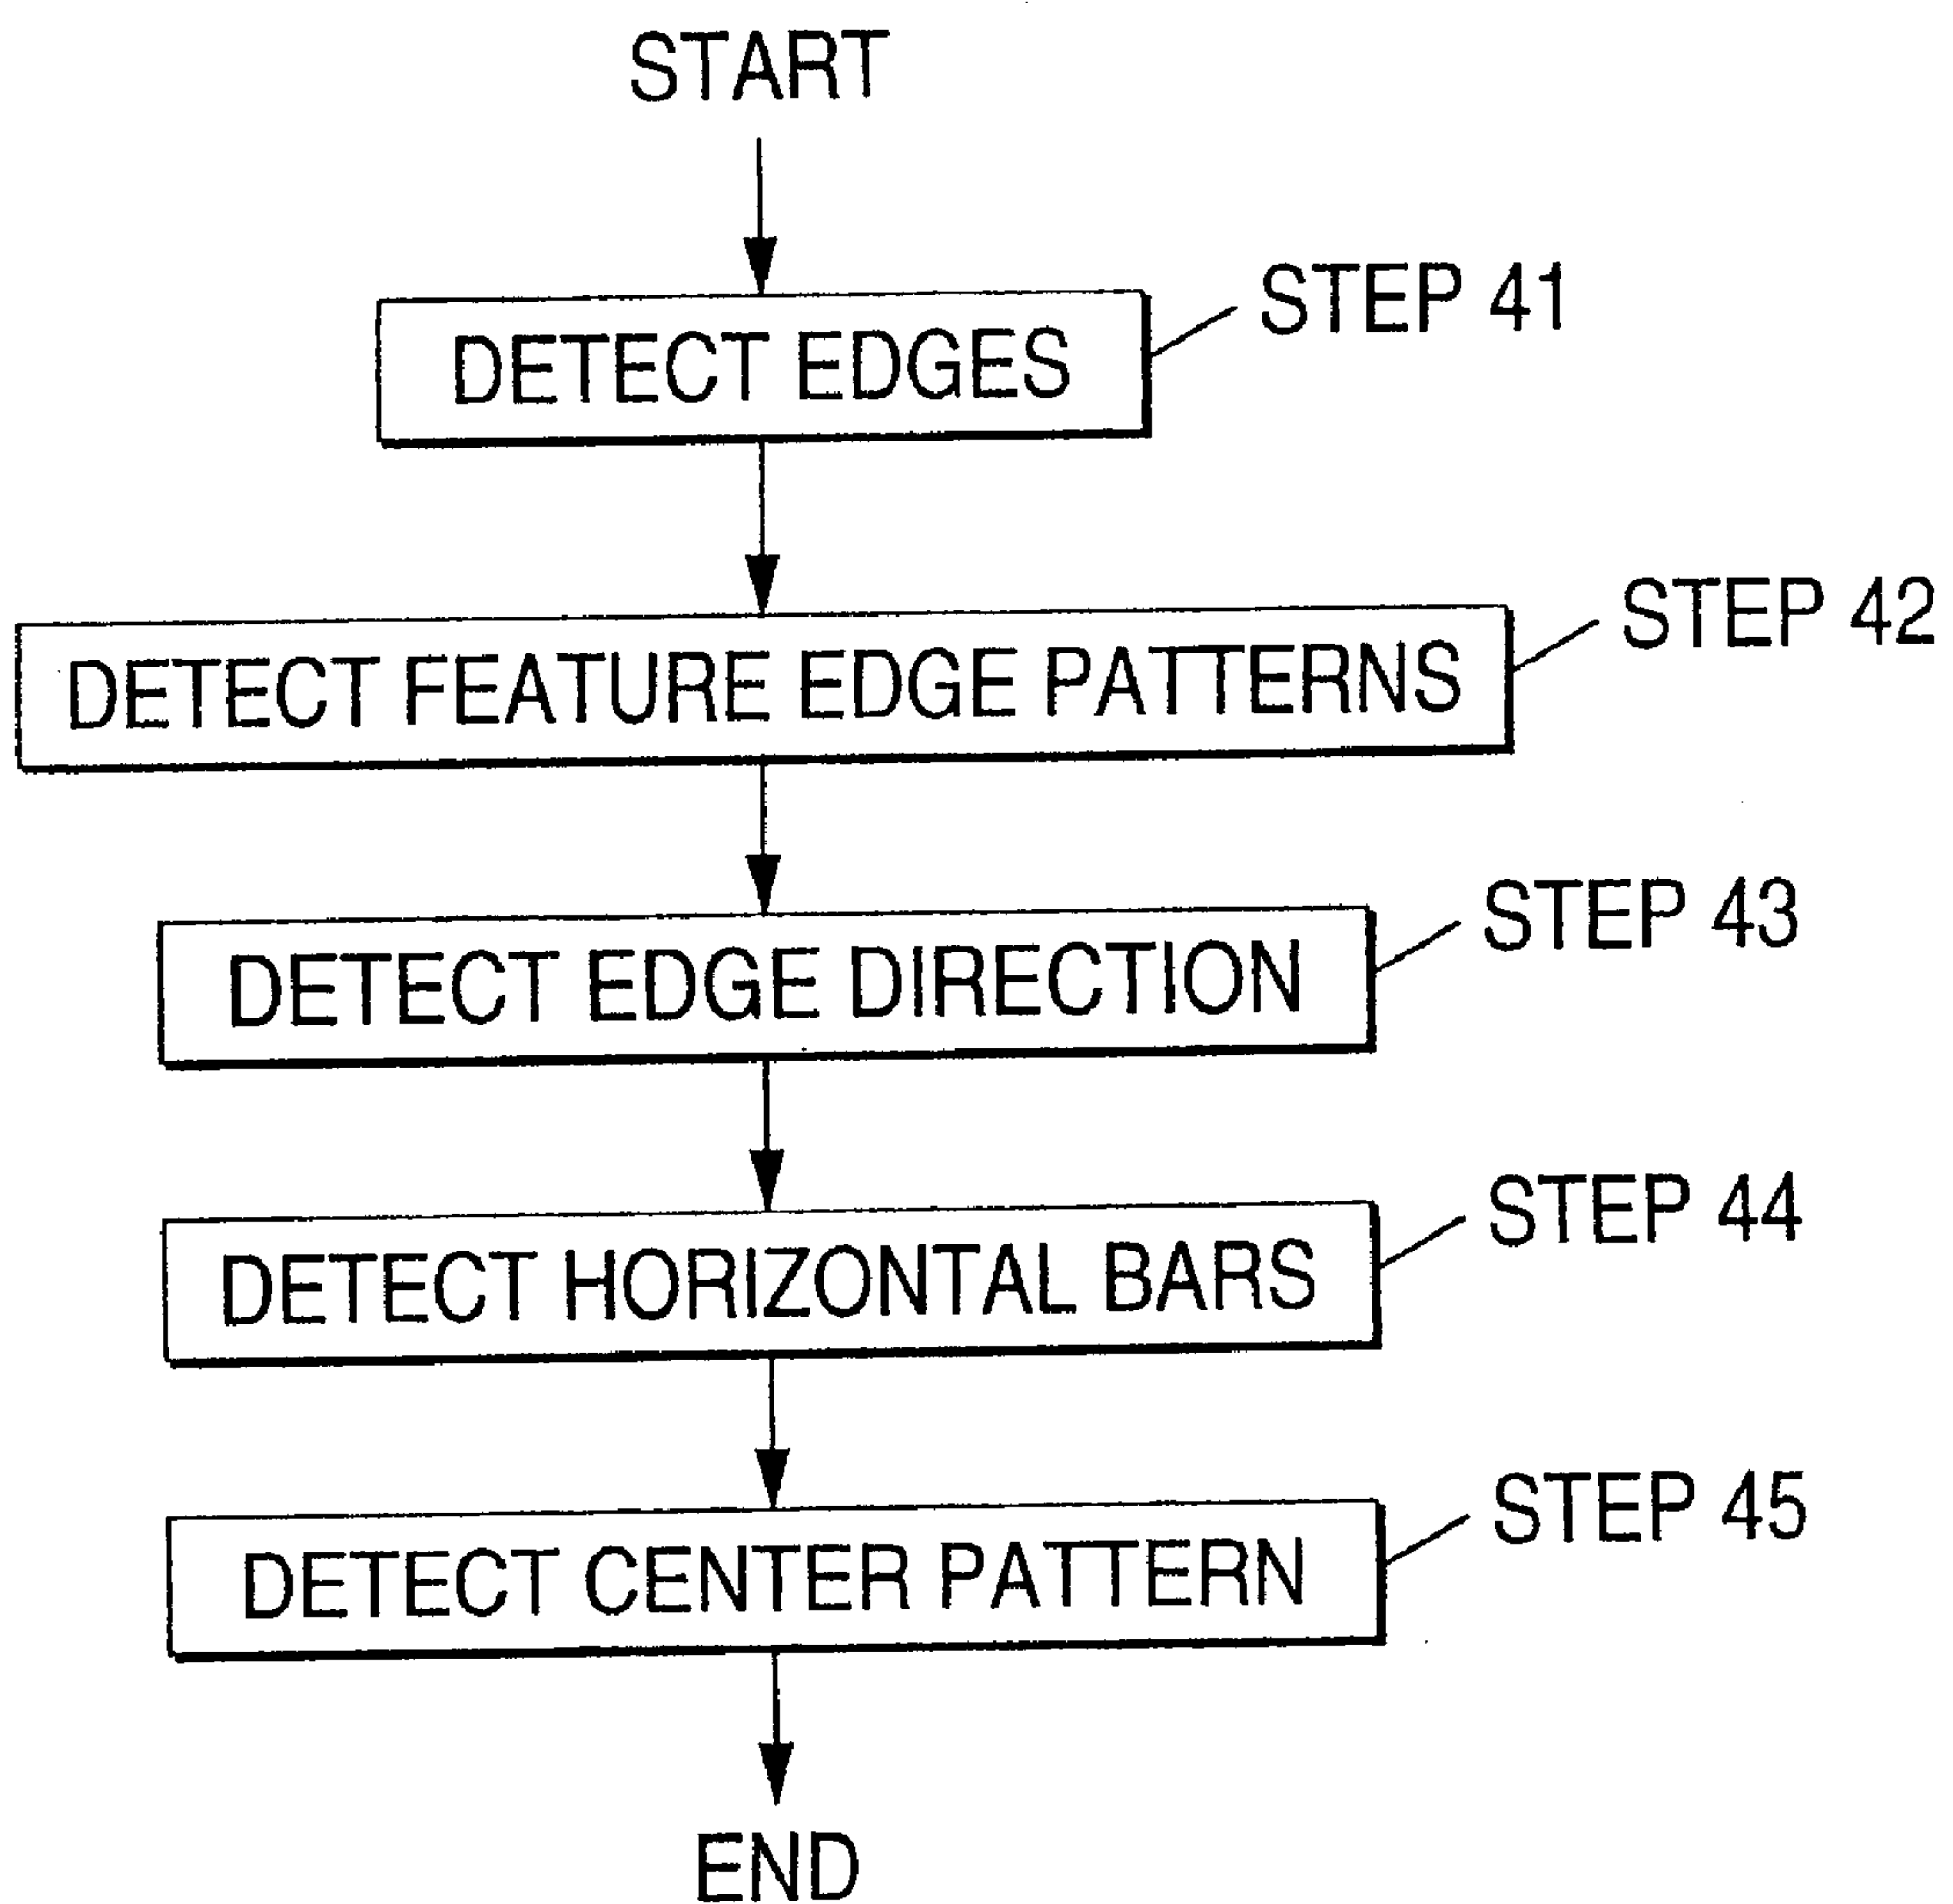 START
DETECT EDGES
STEP 41
DETECT FEATURE EDGE PATTERNS
STEP 42
DETECT EDGE DIRECTION
STEP 43
DETECT HORIZONTAL BARS
STEP 44
DETECT CENTER PATTERN
STEP 45
END